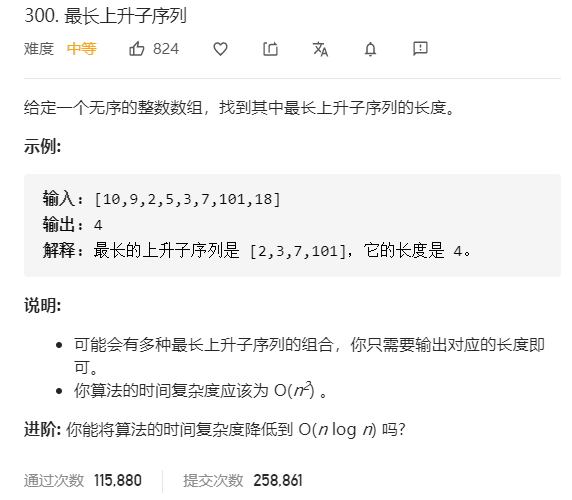 300. 最长上升子序列
难度 中等 824
给定一个无序的整数数组，找到其中最长上升子序列的长度。
示例:
输入: [10,9,2,5,3,7,101,18]
输出: 4
解释: 最长的上升子序列是 [2,3,7,101]，它的长度是 4。
说明:
• 可能会有多种最长上升子序列的组合，你只需要输出对应的长度即
可。
• 你算法的时间复杂度应该为 O(n²) 。
进阶: 你能将算法的时间复杂度降低到 O(n log n) 吗?
通过次数 115,880 提交次数 258,861